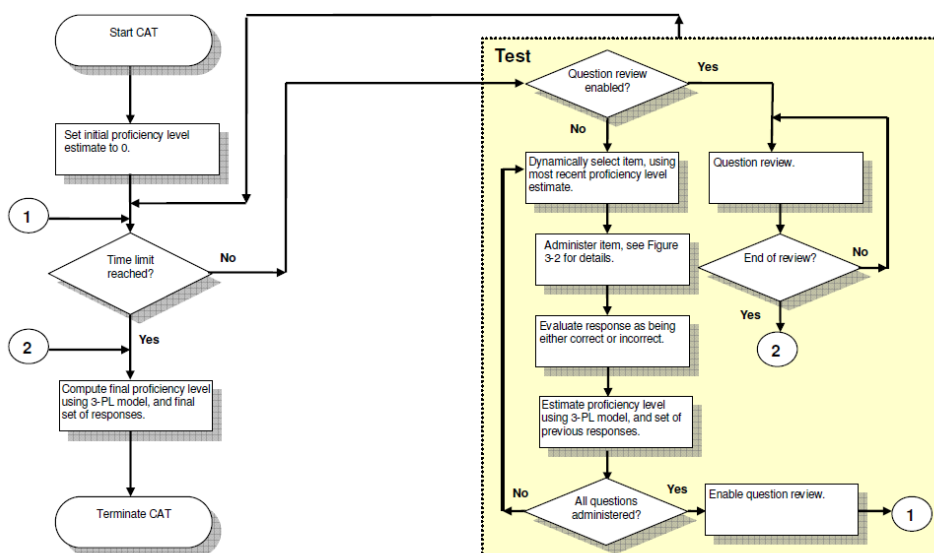 Start CAT
Set initial proficiency level
estimate to 0.
1
Time limit
reached?
No
Yes
2
Compute final proficiency level
using 3-PL model, and final
set of responses.
Terminate CAT
Test
Question review
enabled?
Yes
No
Dynamically select item, using
most recent proficiency level
estimate.
Administer item, see Figure
3-2 for details.
Evaluate response as being
either correct or incorrect.
Estimate proficiency level
using 3-PL model, and set of
previous responses.
All questions
administered?
No
Yes
Enable question review.
1
Question review.
End of review?
No
Yes
2